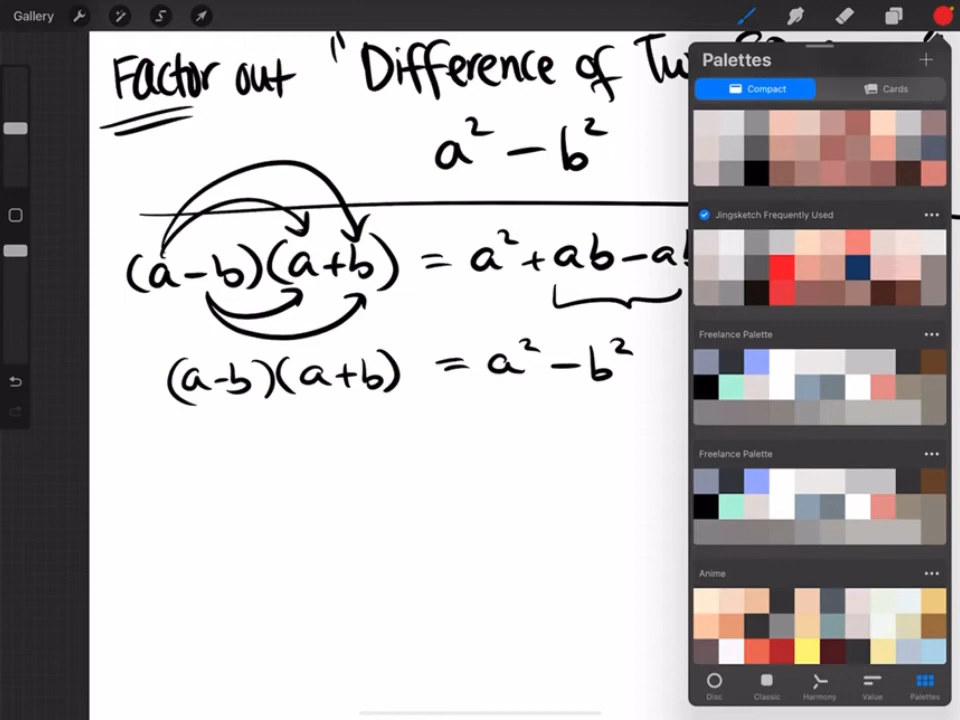 Gallery
Factor out "Difference of Tw
a² - b²
(a-b)(a+b) = a² + ab - a
(a-b)(a+b) = a² - b²
Palettes
Compact
Cards
Jingsketch Frequently Used
Freelance Palette
Freelance Palette
Anime
Disc
Classic
Harmony
Value
Palettes